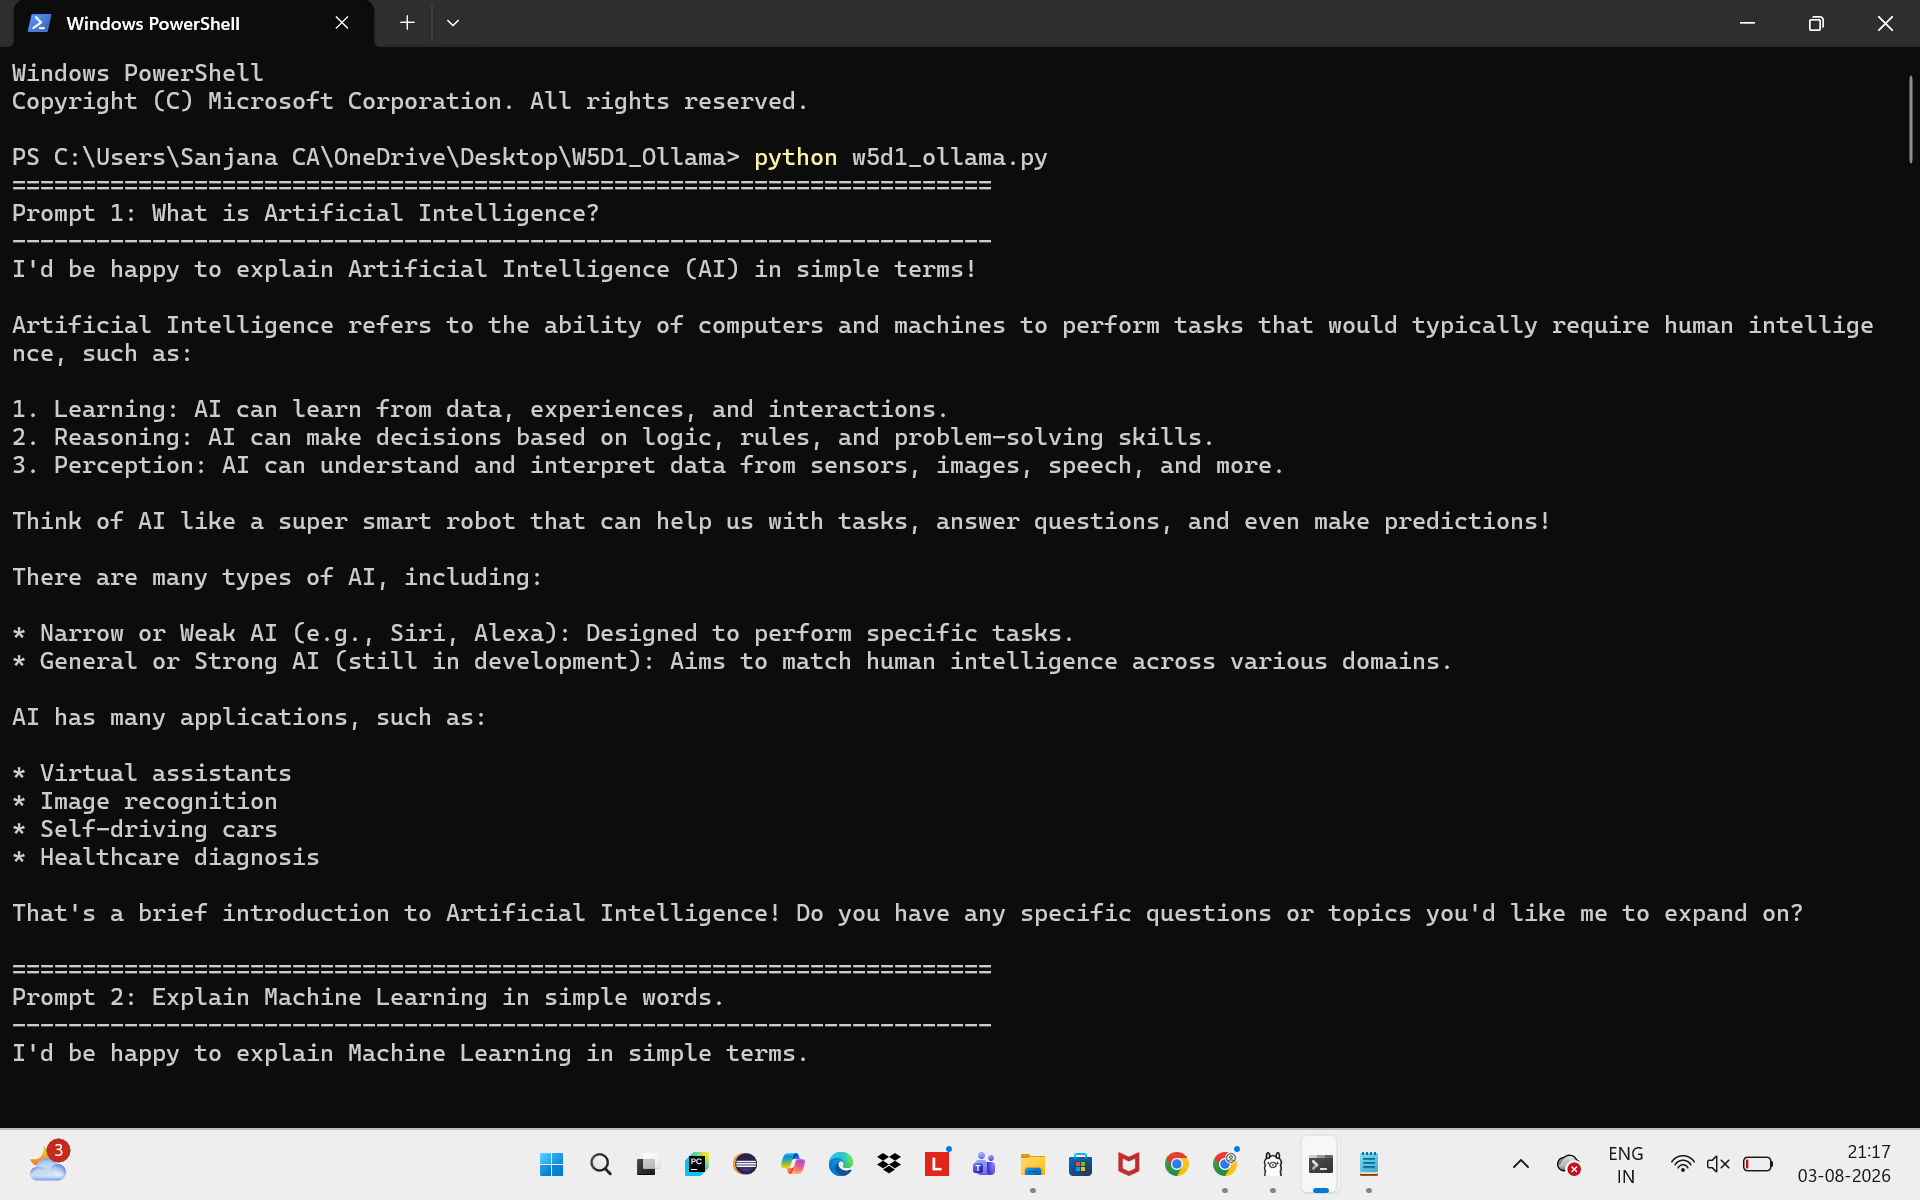 Windows PowerShell
Windows PowerShell
Copyright (C) Microsoft Corporation. All rights reserved.
PS C:\Users\Sanjana CA\OneDrive\Desktop\W5D1_Ollama> python w5d1_ollama.py
======================================================================
Prompt 1: What is Artificial Intelligence?
----------------------------------------------------------------------
I'd be happy to explain Artificial Intelligence (AI) in simple terms!
Artificial Intelligence refers to the ability of computers and machines to perform tasks that would typically require human intellige
nce, such as:
1. Learning: AI can learn from data, experiences, and interactions.
2. Reasoning: AI can make decisions based on logic, rules, and problem-solving skills.
3. Perception: AI can understand and interpret data from sensors, images, speech, and more.
Think of AI like a super smart robot that can help us with tasks, answer questions, and even make predictions!
There are many types of AI, including:
* Narrow or Weak AI (e.g., Siri, Alexa): Designed to perform specific tasks.
* General or Strong AI (still in development): Aims to match human intelligence across various domains.
AI has many applications, such as:
* Virtual assistants
* Image recognition
* Self-driving cars
* Healthcare diagnosis
That's a brief introduction to Artificial Intelligence! Do you have any specific questions or topics you'd like me to expand on?
======================================================================
Prompt 2: Explain Machine Learning in simple words.
----------------------------------------------------------------------
I'd be happy to explain Machine Learning in simple terms.
3
PC
L
T
ENG
IN
21:17
03-08-2026